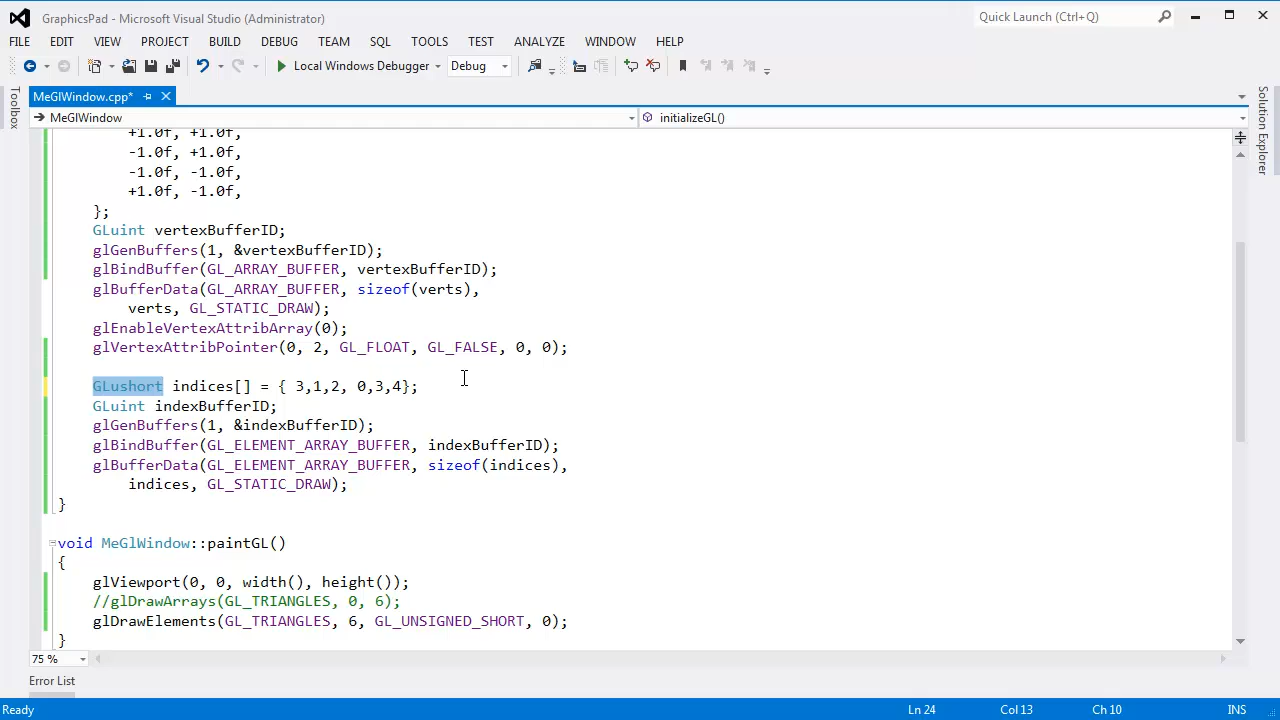 GraphicsPad - Microsoft Visual Studio (Administrator)
Quick Launch (Ctrl+Q)
FILE EDIT VIEW PROJECT BUILD DEBUG TEAM SQL TOOLS TEST ANALYZE WINDOW HELP
Local Windows Debugger Debug
Toolbox
MeGlWindow.cpp*
MeGlWindow initializeGL()
Solution Explorer
+1.0f, +1.0f,
-1.0f, +1.0f,
-1.0f, -1.0f,
+1.0f, -1.0f,
};
GLuint vertexBufferID;
glGenBuffers(1, &vertexBufferID);
glBindBuffer(GL_ARRAY_BUFFER, vertexBufferID);
glBufferData(GL_ARRAY_BUFFER, sizeof(verts),
verts, GL_STATIC_DRAW);
glEnableVertexAttribArray(0);
glVertexAttribPointer(0, 2, GL_FLOAT, GL_FALSE, 0, 0);
GLushort indices[] = { 3,1,2, 0,3,4};
GLuint indexBufferID;
glGenBuffers(1, &indexBufferID);
glBindBuffer(GL_ELEMENT_ARRAY_BUFFER, indexBufferID);
glBufferData(GL_ELEMENT_ARRAY_BUFFER, sizeof(indices),
indices, GL_STATIC_DRAW);
}
void MeGlWindow::paintGL()
{
glViewport(0, 0, width(), height());
//glDrawArrays(GL_TRIANGLES, 0, 6);
glDrawElements(GL_TRIANGLES, 6, GL_UNSIGNED_SHORT, 0);
}
75 %
Error List
Ready Ln 24 Col 13 Ch 10 INS